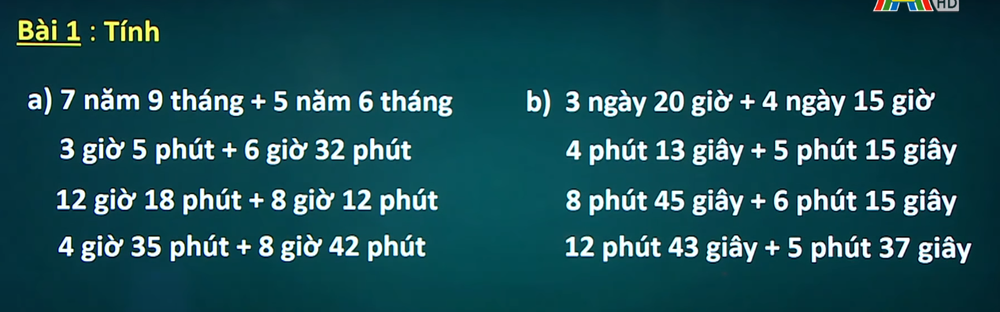 HD
Bài 1 : Tính
a) 7 năm 9 tháng + 5 năm 6 tháng
3 giờ 5 phút + 6 giờ 32 phút
12 giờ 18 phút + 8 giờ 12 phút
4 giờ 35 phút + 8 giờ 42 phút
b) 3 ngày 20 giờ + 4 ngày 15 giờ
4 phút 13 giây + 5 phút 15 giây
8 phút 45 giây + 6 phút 15 giây
12 phút 43 giây + 5 phút 37 giây